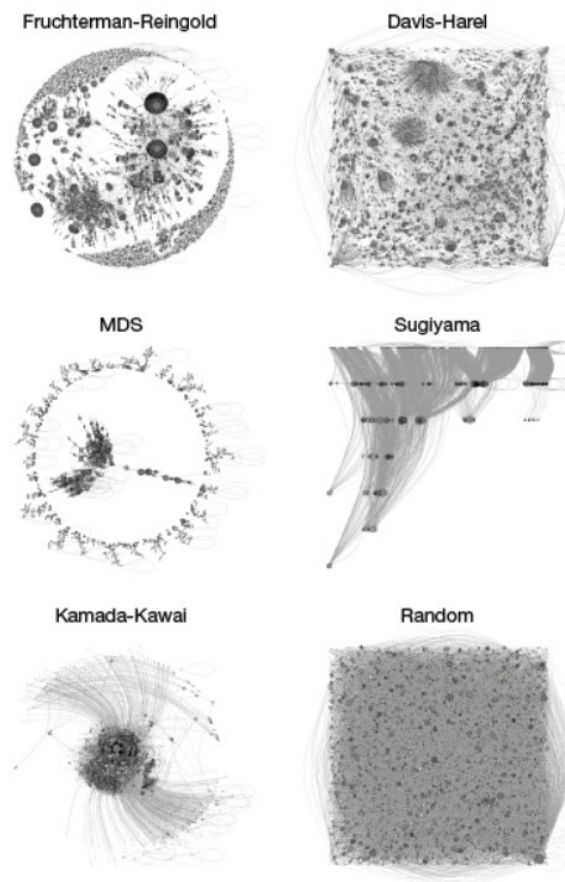 Fruchterman-Reingold
Davis-Harel
MDS
Sugiyama
Kamada-Kawai
Random